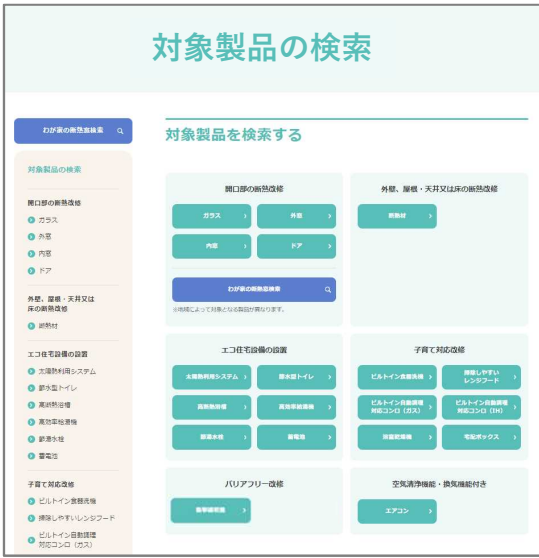 対象製品の検索
わが家の断熱窓検索
対象製品の検索
開口部の断熱改修
ガラス
外窓
内窓
ドア
外壁、屋根・天井又は
床の断熱改修
断熱材
エコ住宅設備の設置
太陽熱利用システム
節水型トイレ
高断熱浴槽
高効率給湯機
節湯水栓
蓄電池
子育て対応改修
ビルトイン食器洗機
掃除しやすいレンジフード
ビルトイン自動調理
対応コンロ（ガス）
対象製品を検索する
開口部の断熱改修
ガラス
外窓
内窓
ドア
わが家の断熱窓検索
※地域によって対象となる製品が異なります。
外壁、屋根・天井又は床の断熱改修
断熱材
エコ住宅設備の設置
太陽熱利用システム
節水型トイレ
高断熱浴槽
高効率給湯機
節湯水栓
蓄電池
子育て対応改修
ビルトイン食器洗機
掃除しやすい
レンジフード
ビルトイン自動調理
対応コンロ（ガス）
ビルトイン自動調理
対応コンロ（IH）
浴室乾燥機
宅配ボックス
バリアフリー改修
衝撃緩和畳
空気清浄機能・換気機能付き
エアコン